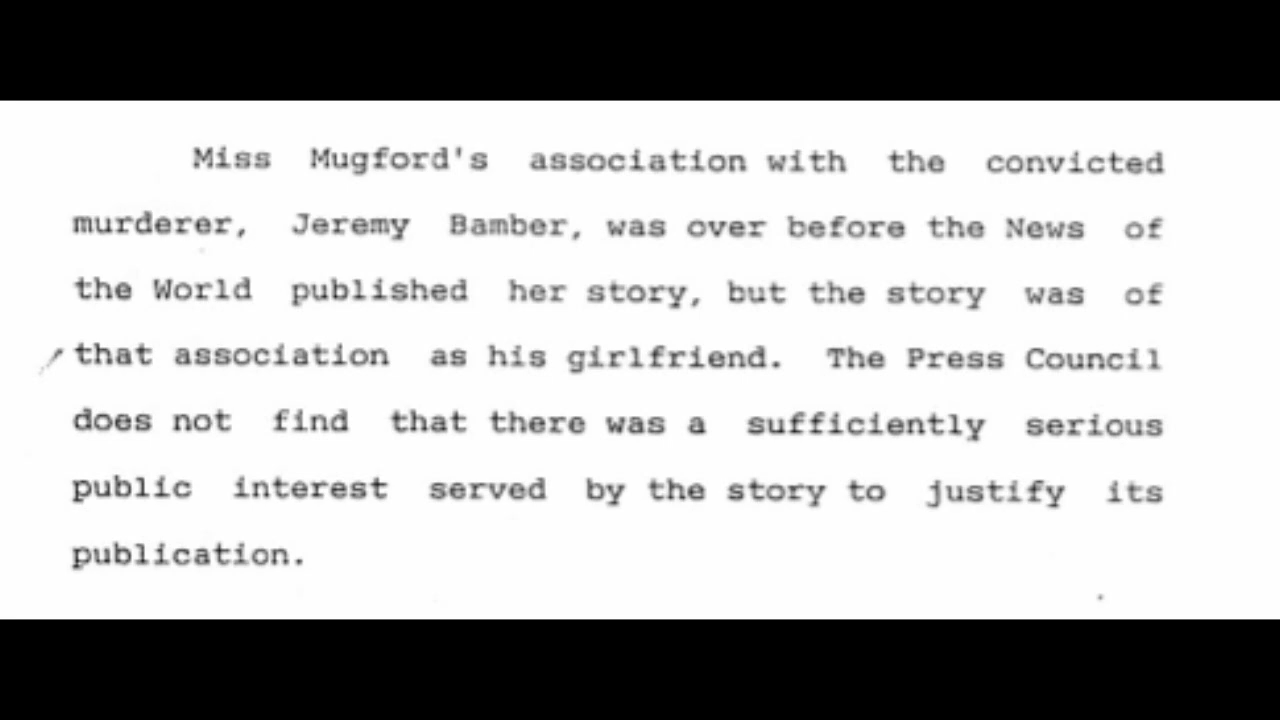 Miss Mugford's association with the convicted
murderer, Jeremy Bamber, was over before the News of
the World published her story, but the story was of
that association as his girlfriend. The Press Council
does not find that there was a sufficiently serious
public interest served by the story to justify its
publication.